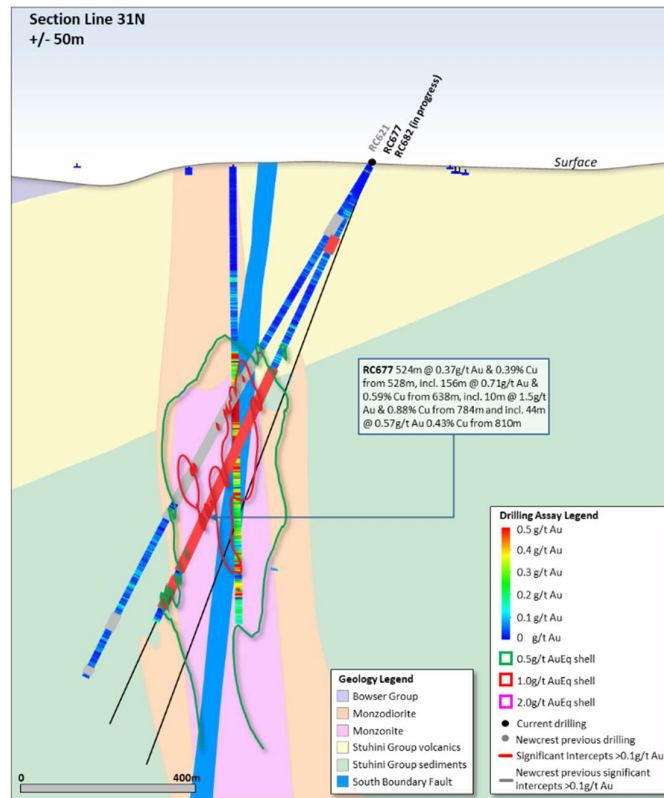 Section Line 31N
+/- 50m
RC621
RC677
RC682 (in progress)
Surface
RC677 524m @ 0.37g/t Au & 0.39% Cu
from 528m, incl. 156m @ 0.71g/t Au &
0.59% Cu from 638m, incl. 10m @ 1.5g/t
Au & 0.88% Cu from 784m and incl. 44m
@ 0.57g/t Au 0.43% Cu from 810m
Drilling Assay Legend
0.5 g/t Au
0.4 g/t Au
0.3 g/t Au
0.2 g/t Au
0.1 g/t Au
0 g/t Au
0.5g/t AuEq shell
1.0g/t AuEq shell
2.0g/t AuEq shell
Current drilling
Newcrest previous drilling
Significant Intercepts >0.1g/t Au
Newcrest previous significant
intercepts >0.1g/t Au
Geology Legend
Bowser Group
Monzodiorite
Monzonite
Stuhini Group volcanics
Stuhini Group sediments
South Boundary Fault
0
400m